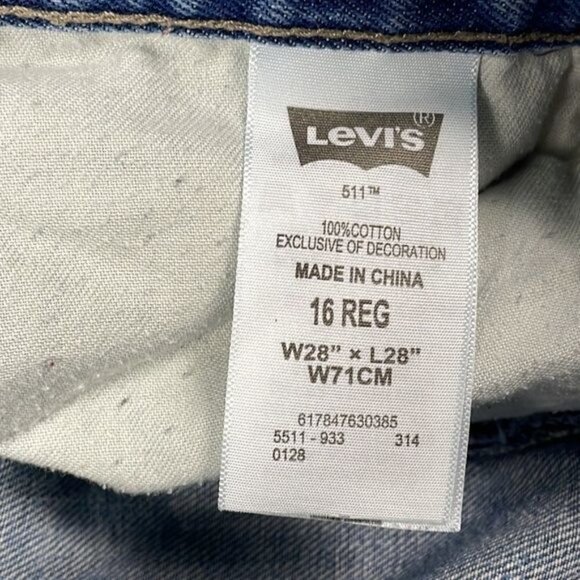 Levi's (R)
511™
100%COTTON
EXCLUSIVE OF DECORATION
MADE IN CHINA
16 REG
W28” × L28”
W71CM
617847630385
5511 - 933 314
0128